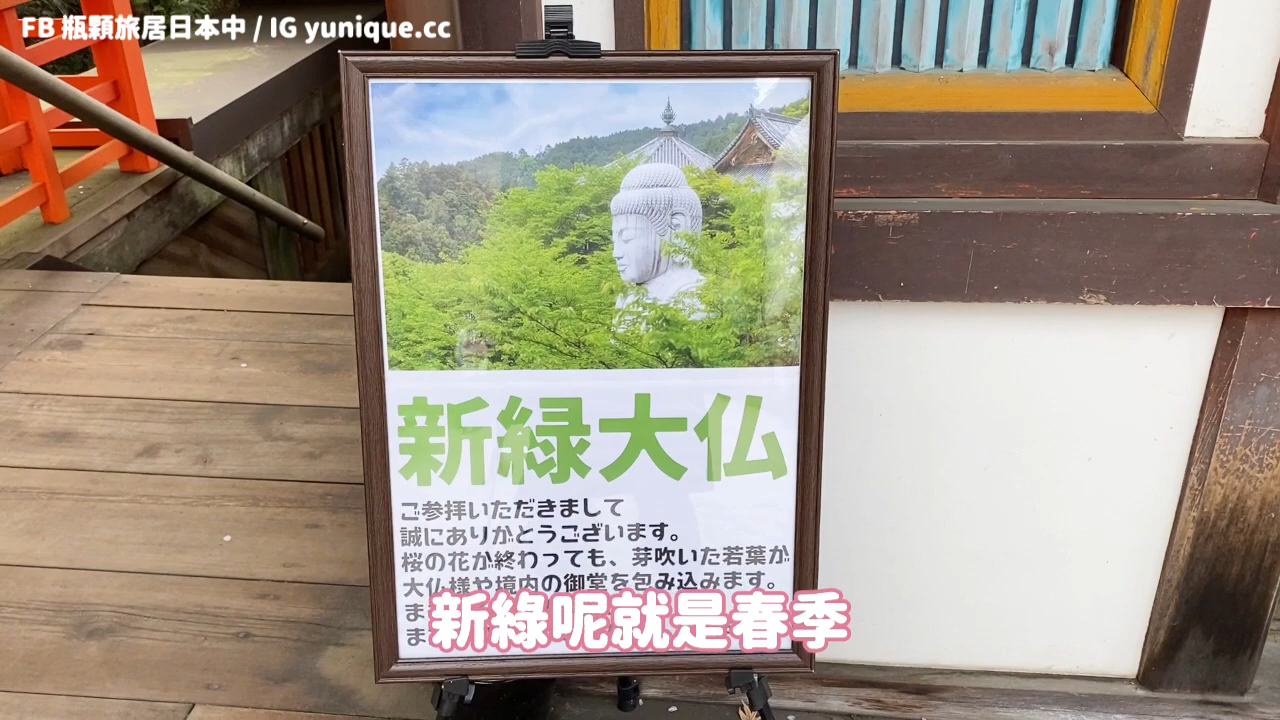 FB 瓶顆旅居日本中 / IG yunique.cc
新緑大仏
ご参拝いただきまして
誠にありがとうございます。
桜の花が終わっても、芽吹いた若葉が
大仏様や境内の御堂を包み込みます。
ま
ま
新綠呢就是春季